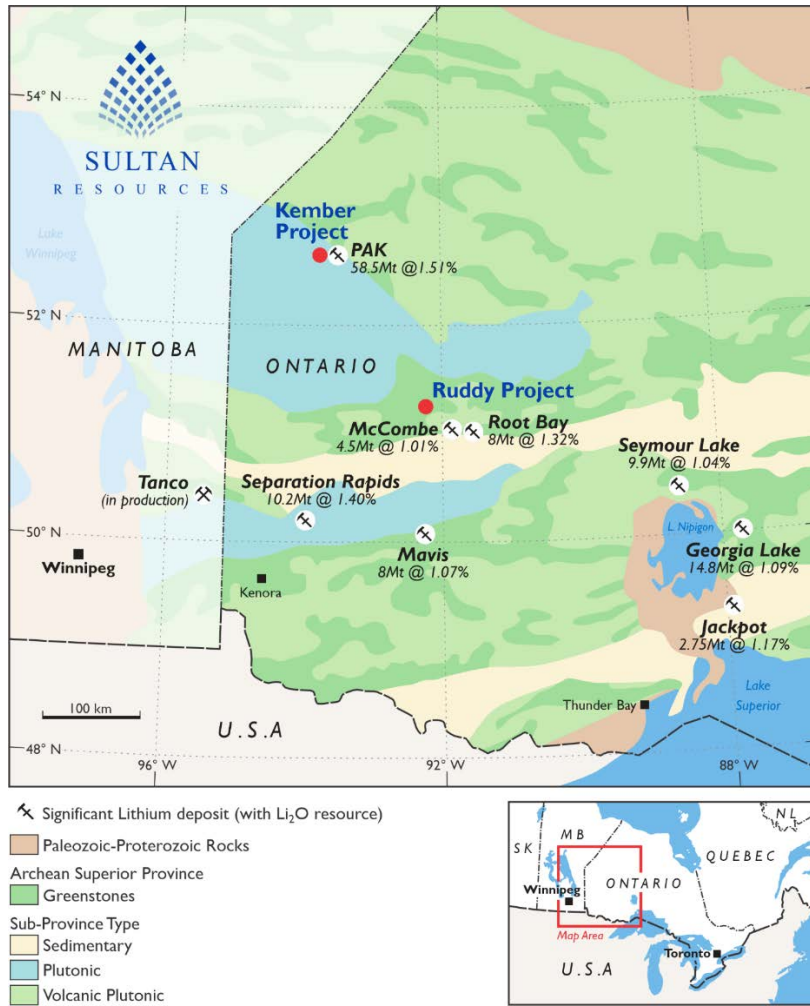 54° N
SULTAN
RESOURCES
Lake
Winnipeg
Kember
Project
PAK
58.5Mt @1.51%
52° N
MANITOBA
ONTARIO
Ruddy Project
McCombe
4.5Mt @ 1.01%
Root Bay
8Mt @ 1.32%
Seymour Lake
9.9Mt @ 1.04%
Tanco
(in production)
Separation Rapids
10.2Mt @ 1.40%
50° N
L. Nipigon
Winnipeg
Mavis
8Mt @ 1.07%
Georgia Lake
14.8Mt @ 1.09%
Kenora
Jackpot
2.75Mt @ 1.17%
100 km
Thunder Bay
Lake
Superior
U.S.A
48° N
96° W
92° W
88° W
Significant Lithium deposit (with Li₂O resource)
Paleozoic-Proterozoic Rocks
Archean Superior Province
Greenstones
Sub-Province Type
Sedimentary
Plutonic
Volcanic Plutonic
NL
SK
MB
QUEBEC
ONTARIO
Winnipeg
Map Area
Toronto
U.S.A